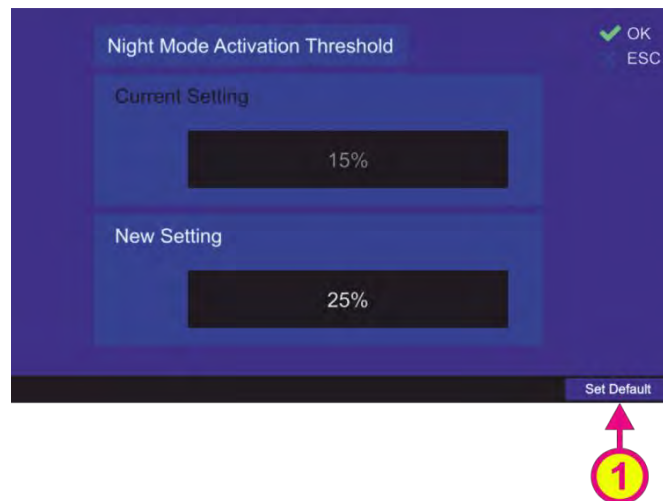 Night Mode Activation Threshold
OK
ESC
Current Setting
15%
New Setting
25%
Set Default
1